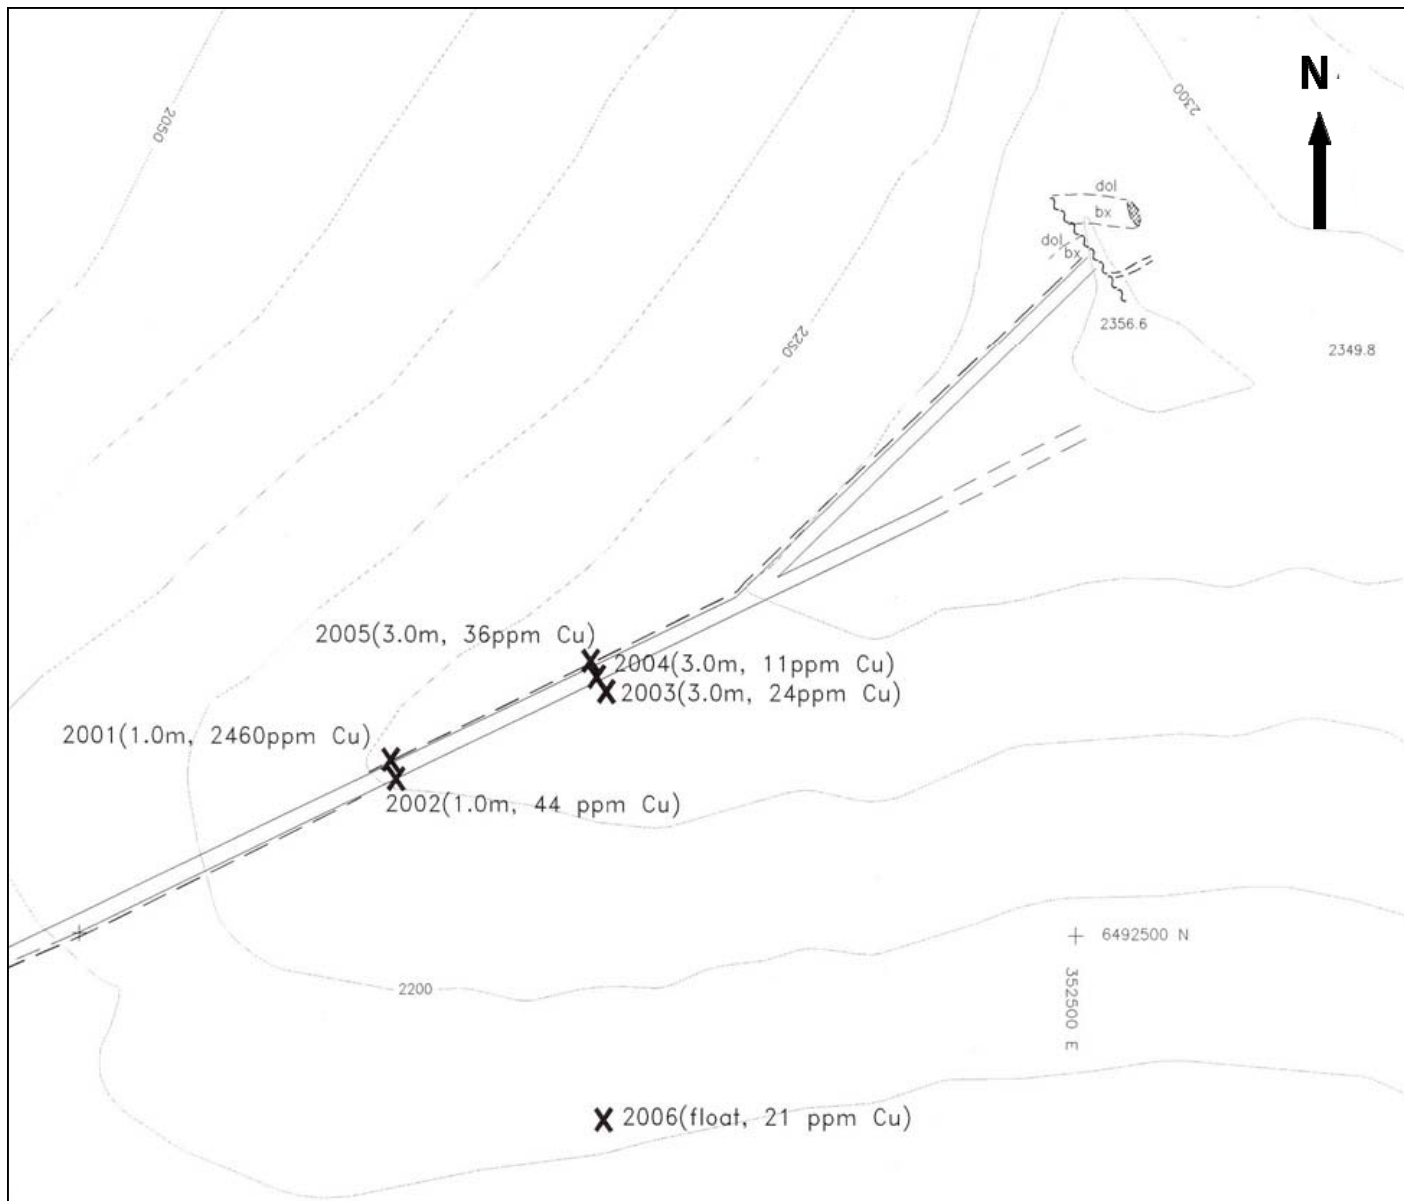 N
2050
2300
dol
bx
dol
bx
2356.6
2349.8
2250
2005(3.0m, 36ppm Cu)
2004(3.0m, 11ppm Cu)
2003(3.0m, 24ppm Cu)
2001(1.0m, 2460ppm Cu)
2002(1.0m, 44 ppm Cu)
6492500 N
352500 E
2200
2006(float, 21 ppm Cu)